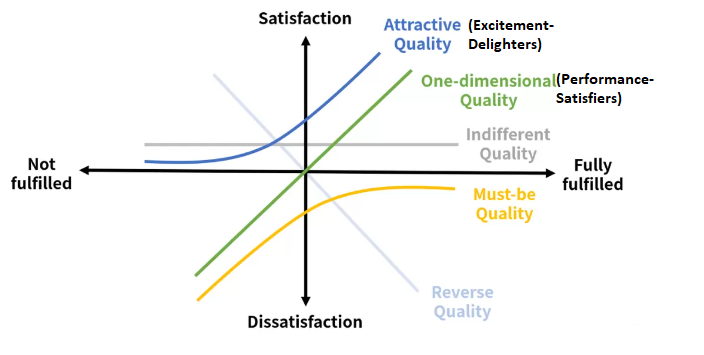 Satisfaction
Attractive (Excitement-
Quality Delighters)
One-dimensional (Performance-
Quality Satisfiers)
Indifferent
Quality
Not
fulfilled
Fully
fulfilled
Must-be
Quality
Reverse
Quality
Dissatisfaction